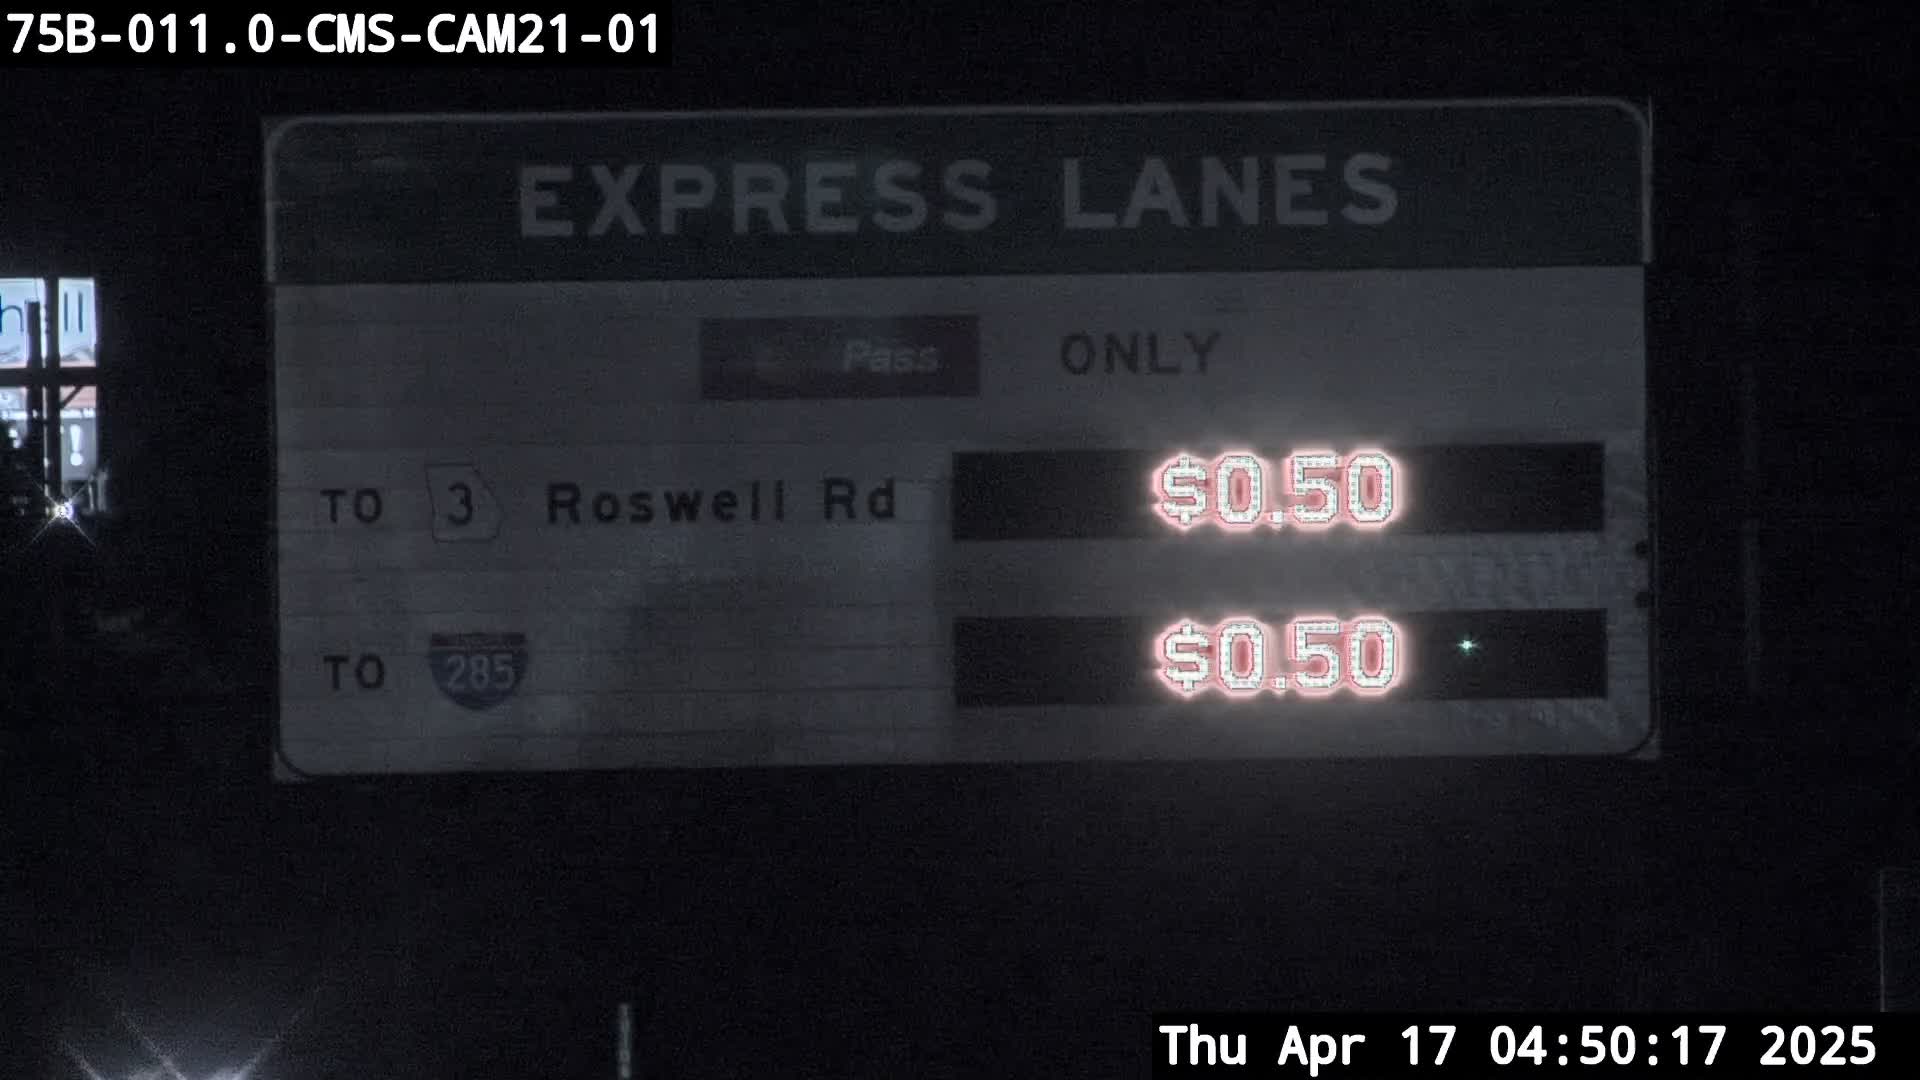 75B-011.0-CMS-CAM21-01
EXPRESS LANES
Pass ONLY
TO 3 Roswell Rd $0.50
TO 285 $0.50
Thu Apr 17 04:50:17 2025